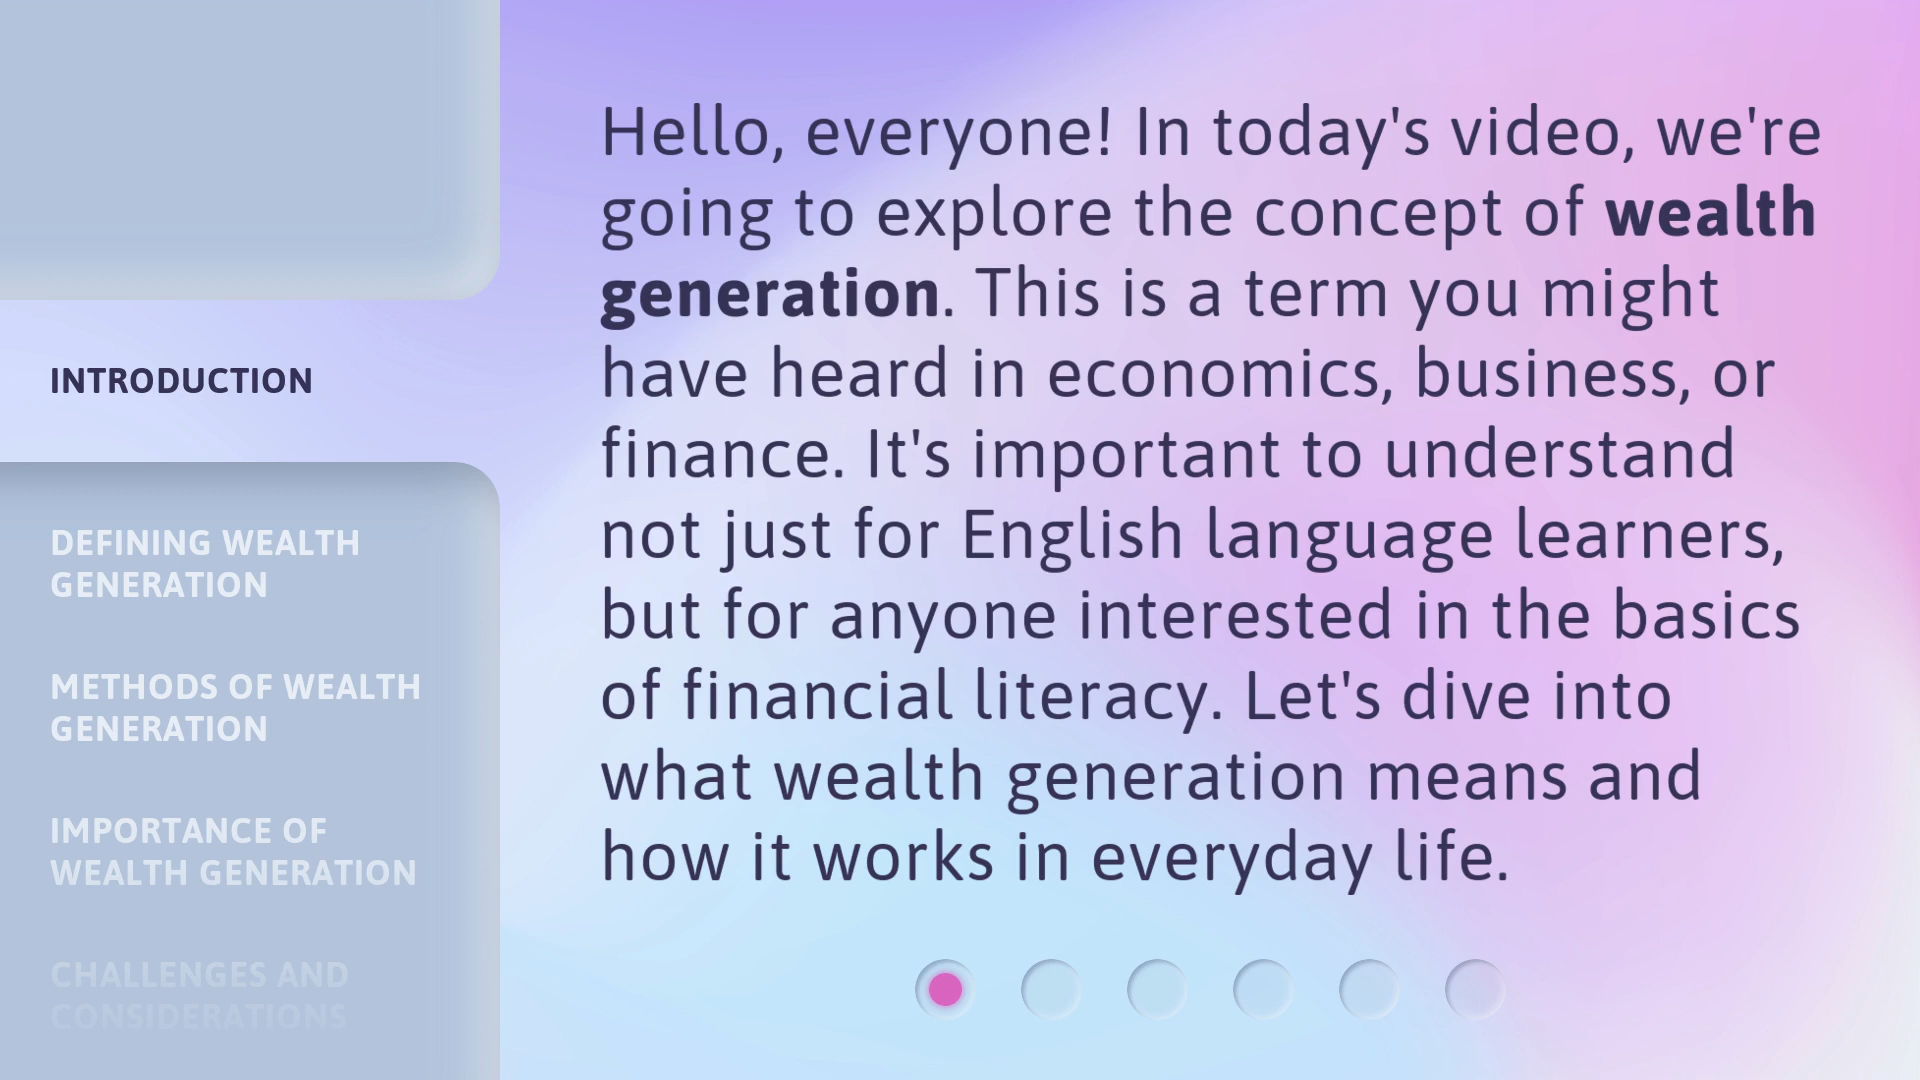 INTRODUCTION
DEFINING WEALTH
GENERATION
METHODS OF WEALTH
GENERATION
IMPORTANCE OF
WEALTH GENERATION
CHALLENGES AND
CONSIDERATIONS
Hello, everyone! In today's video, we're
going to explore the concept of wealth
generation. This is a term you might
have heard in economics, business, or
finance. It's important to understand
not just for English language learners,
but for anyone interested in the basics
of financial literacy. Let's dive into
what wealth generation means and
how it works in everyday life.